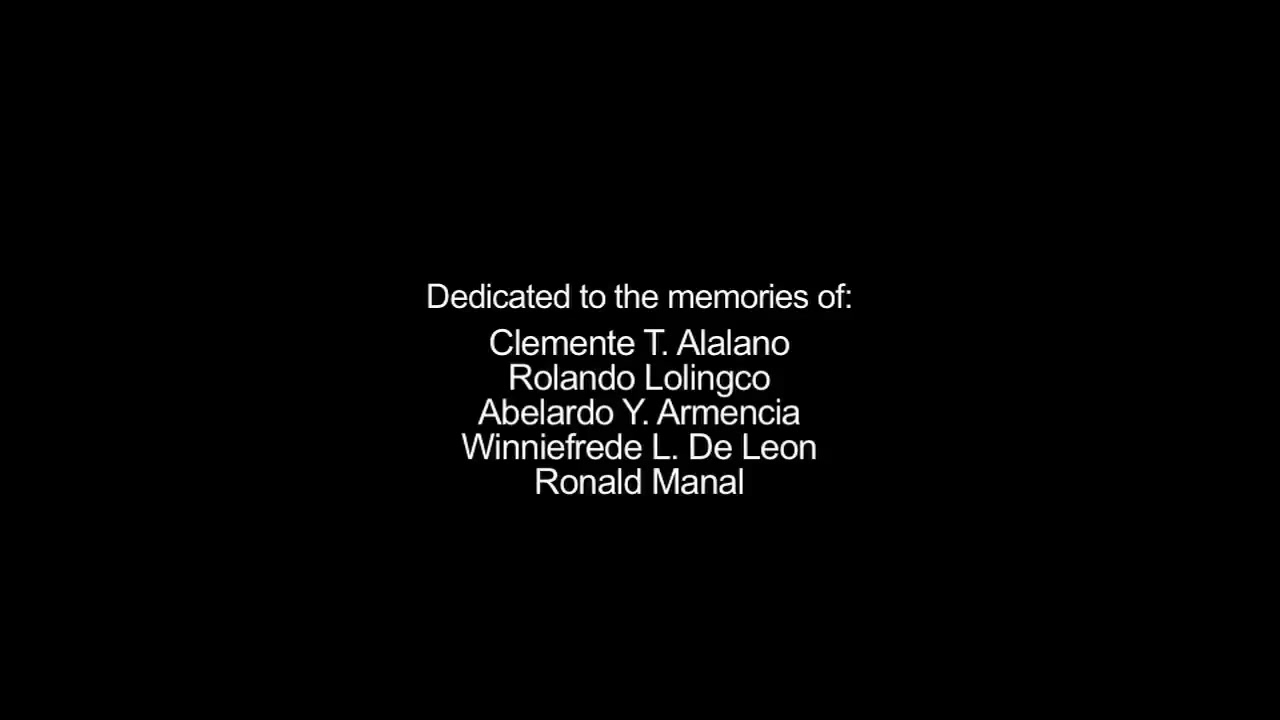 Dedicated to the memories of:
Clemente T. Alalano
Rolando Lolingco
Abelardo Y. Armencia
Winniefrede L. De Leon
Ronald Manal